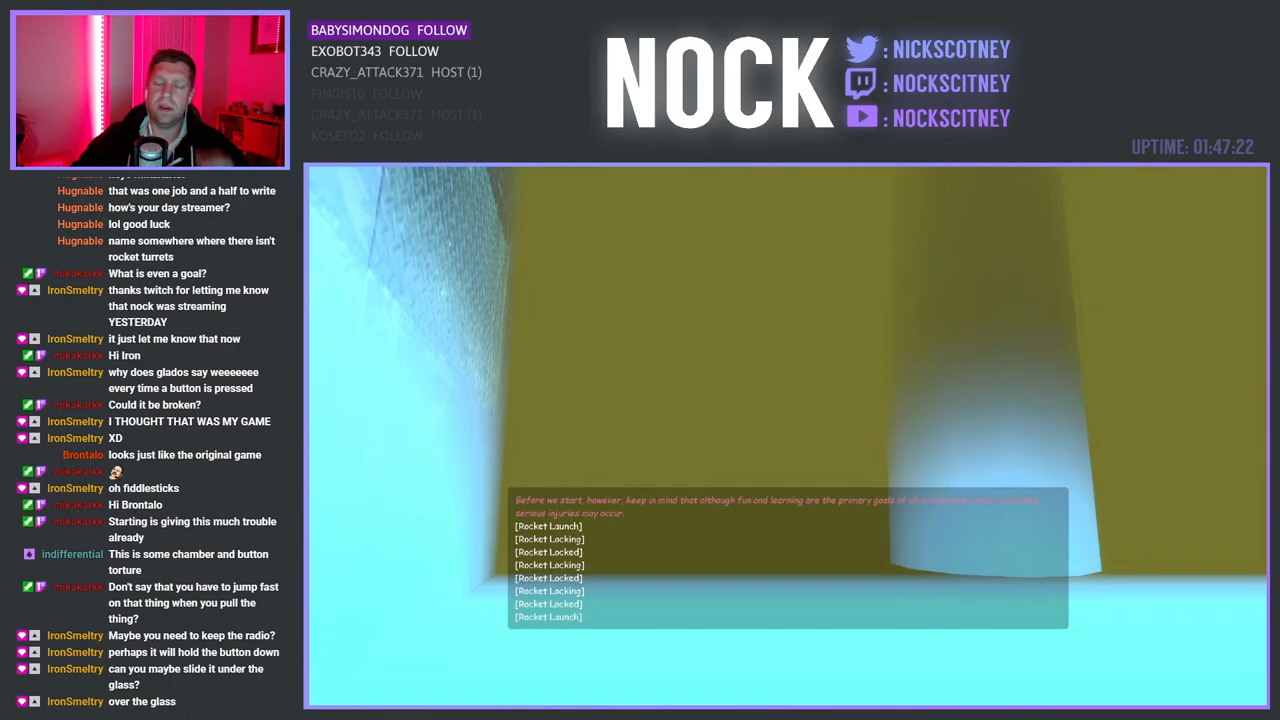 BABYSIMONDOG FOLLOW
EXOBOT343 FOLLOW
CRAZY_ATTACK371 HOST (1)
PINGIST0 FOLLOW
CRAZY_ATTACK371 HOST (1)
KOSETO2 FOLLOW
NOCK
: NICKSCOTNEY
: NOCKSCITNEY
: NOCKSCITNEY
UPTIME: 01:47:22
Hugnable that was one job and a half to write
Hugnable how's your day streamer?
Hugnable lol good luck
Hugnable name somewhere where there isn't
rocket turrets
mikakarkk What is even a goal?
IronSmeltry thanks twitch for letting me know
that nock was streaming
YESTERDAY
IronSmeltry it just let me know that now
mikakarkk Hi Iron
IronSmeltry why does glados say weeeeeee
every time a button is pressed
mikakarkk Could it be broken?
IronSmeltry I THOUGHT THAT WAS MY GAME
IronSmeltry XD
Brontalo looks just like the original game
mikakarkk
IronSmeltry oh fiddlesticks
mikakarkk Hi Brontalo
mikakarkk Starting is giving this much trouble
already
indifferential This is some chamber and button
torture
mikakarkk Don't say that you have to jump fast
on that thing when you pull the
thing?
IronSmeltry Maybe you need to keep the radio?
IronSmeltry perhaps it will hold the button down
IronSmeltry can you maybe slide it under the
glass?
IronSmeltry over the glass
Before we start, however, keep in mind that although fun and learning are the primary goals of all
serious injuries may occur.
[Rocket Launch]
[Rocket Locking]
[Rocket Locked]
[Rocket Locking]
[Rocket Locked]
[Rocket Locking]
[Rocket Locked]
[Rocket Launch]